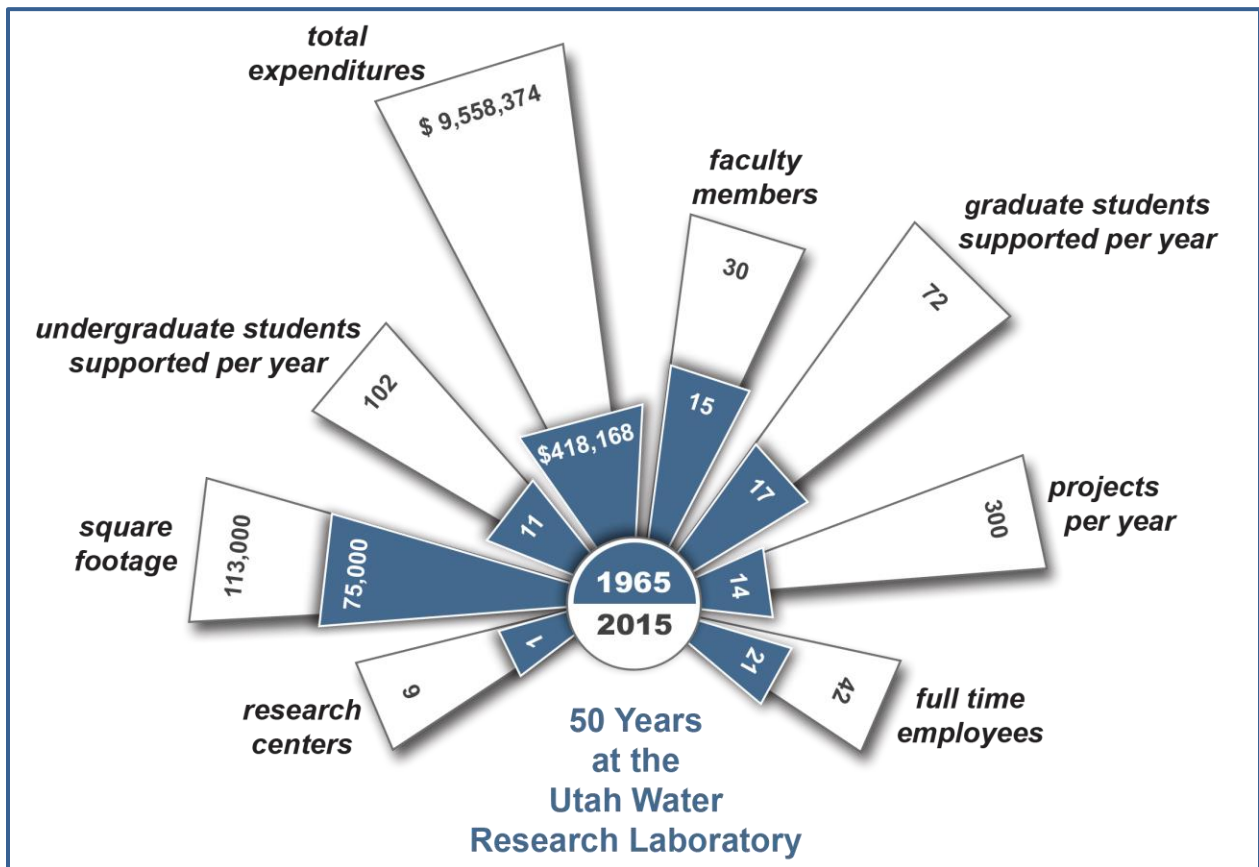 total
expenditures
$ 9,558,374
$418,168
faculty
members
30
15
graduate students
supported per year
72
17
undergraduate students
supported per year
102
11
projects
per year
300
14
square
footage
113,000
75,000
1965
2015
research
centers
9
1
full time
employees
42
21
50 Years
at the
Utah Water
Research Laboratory